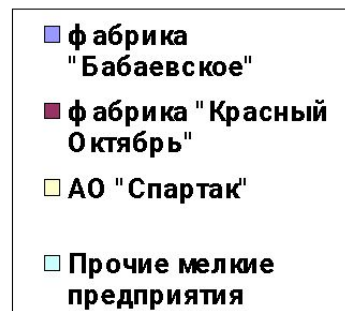 фабрика
"Бабаевское"
фабрика "Красный
Октябрь"
АО "Спартак"
Прочие мелкие
предприятия